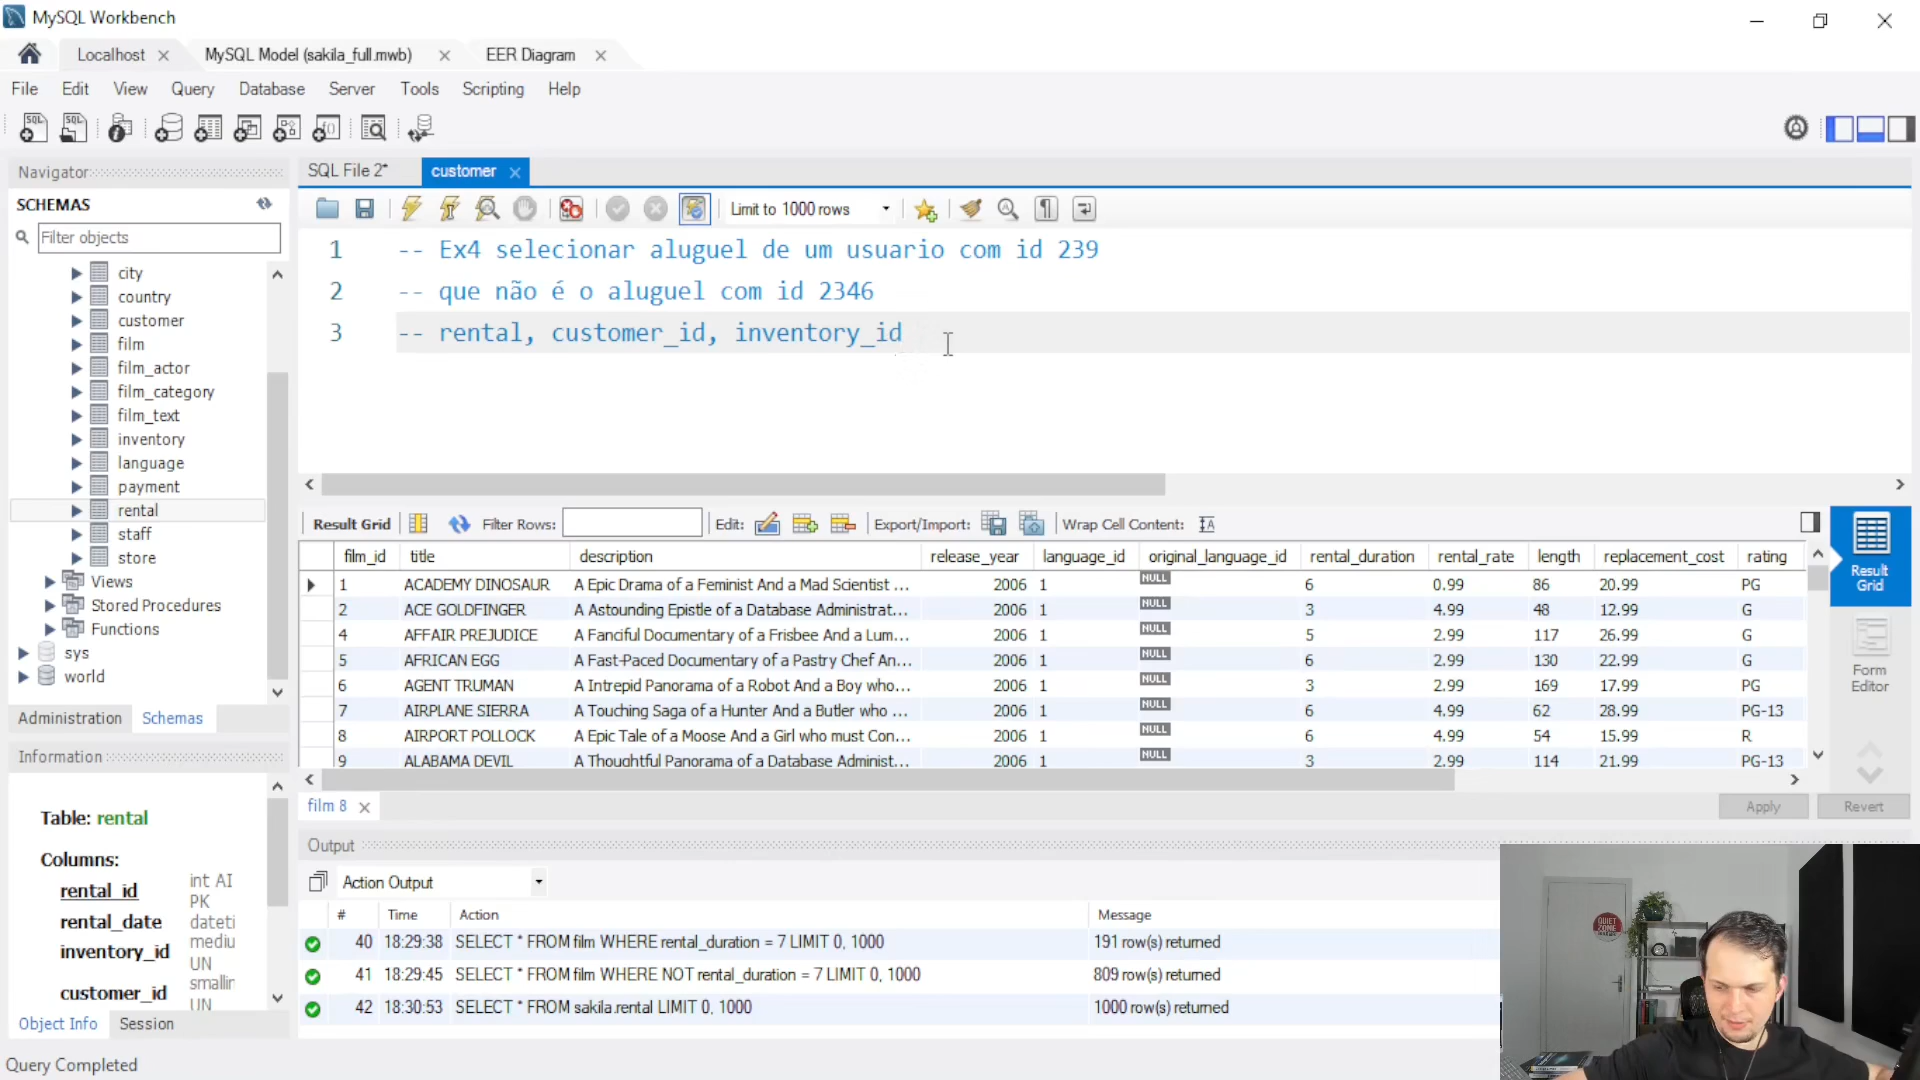 MySQL Workbench
Localhost
MySQL Model (sakila_full.mwb)
EER Diagram
File Edit View Query Database Server Tools Scripting Help
Navigator
SCHEMAS
Filter objects
city
country
customer
film
film_actor
film_category
film_text
inventory
language
payment
rental
staff
store
Views
Stored Procedures
Functions
sys
world
Administration Schemas
Information
Table: rental
Columns:
rental_id int AI
PK
rental_date dateti
inventory_id mediu
UN
customer_id smallin
UN
Object Info Session
SQL File 2* customer
Limit to 1000 rows
1 -- Ex4 selecionar aluguel de um usuario com id 239
2 -- que não é o aluguel com id 2346
3 -- rental, customer_id, inventory_id
Result Grid Filter Rows: Edit: Export/Import: Wrap Cell Content:
film_id title description release_year language_id original_language_id rental_duration rental_rate length replacement_cost rating
1 ACADEMY DINOSAUR A Epic Drama of a Feminist And a Mad Scientist ... 2006 1 NULL 6 0.99 86 20.99 PG
2 ACE GOLDFINGER A Astounding Epistle of a Database Administrat... 2006 1 NULL 3 4.99 48 12.99 G
4 AFFAIR PREJUDICE A Fanciful Documentary of a Frisbee And a Lum... 2006 1 NULL 5 2.99 117 26.99 G
5 AFRICAN EGG A Fast-Paced Documentary of a Pastry Chef An... 2006 1 NULL 6 2.99 130 22.99 G
6 AGENT TRUMAN A Intrepid Panorama of a Robot And a Boy who... 2006 1 NULL 3 2.99 169 17.99 PG
7 AIRPLANE SIERRA A Touching Saga of a Hunter And a Butler who ... 2006 1 NULL 6 4.99 62 28.99 PG-13
8 AIRPORT POLLOCK A Epic Tale of a Moose And a Girl who must Con... 2006 1 NULL 6 4.99 54 15.99 R
9 ALABAMA DEVIL A Thoughtful Panorama of a Database Administ... 2006 1 NULL 3 2.99 114 21.99 PG-13
Result
Grid
Form
Editor
film 8
Apply Revert
Output
Action Output
# Time Action Message
40 18:29:38 SELECT * FROM film WHERE rental_duration = 7 LIMIT 0, 1000 191 row(s) returned
41 18:29:45 SELECT * FROM film WHERE NOT rental_duration = 7 LIMIT 0, 1000 809 row(s) returned
42 18:30:53 SELECT * FROM sakila.rental LIMIT 0, 1000 1000 row(s) returned
QUIET
ZONE
Query Completed